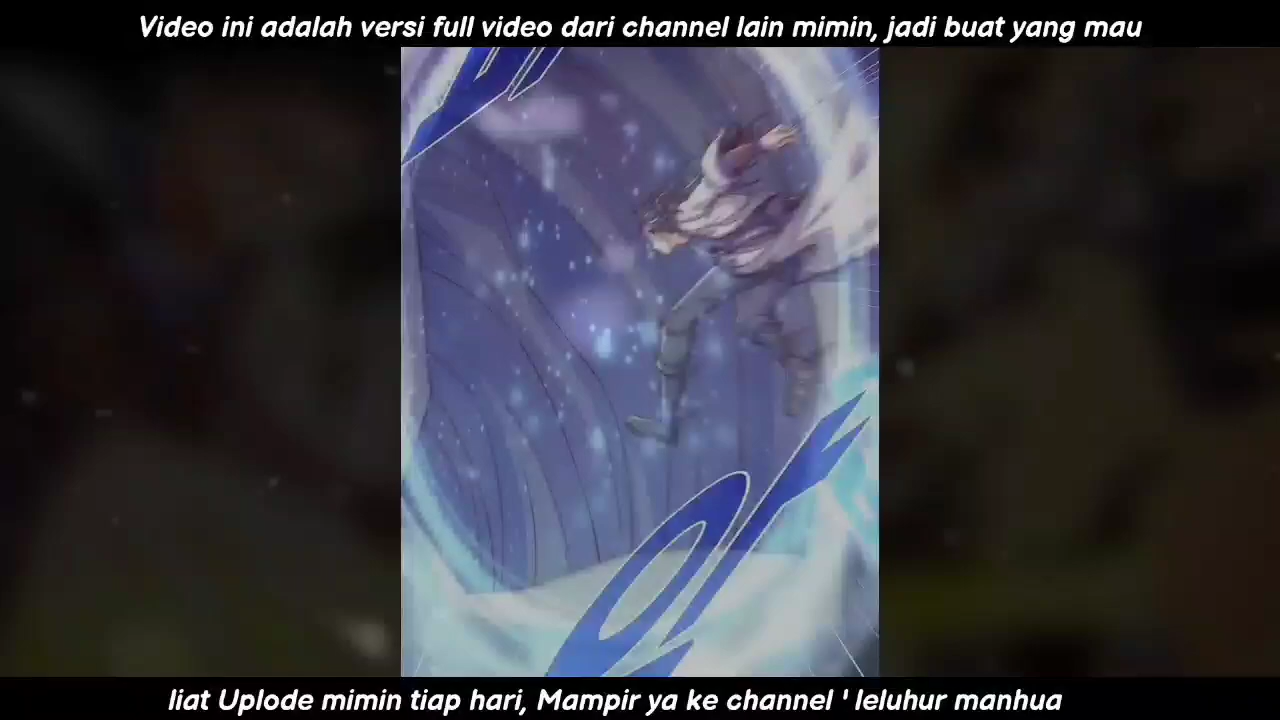 Video ini adalah versi full video dari channel lain mimin, jadi buat yang mau
liat Uplode mimin tiap hari, Mampir ya ke channel ' leluhur manhua